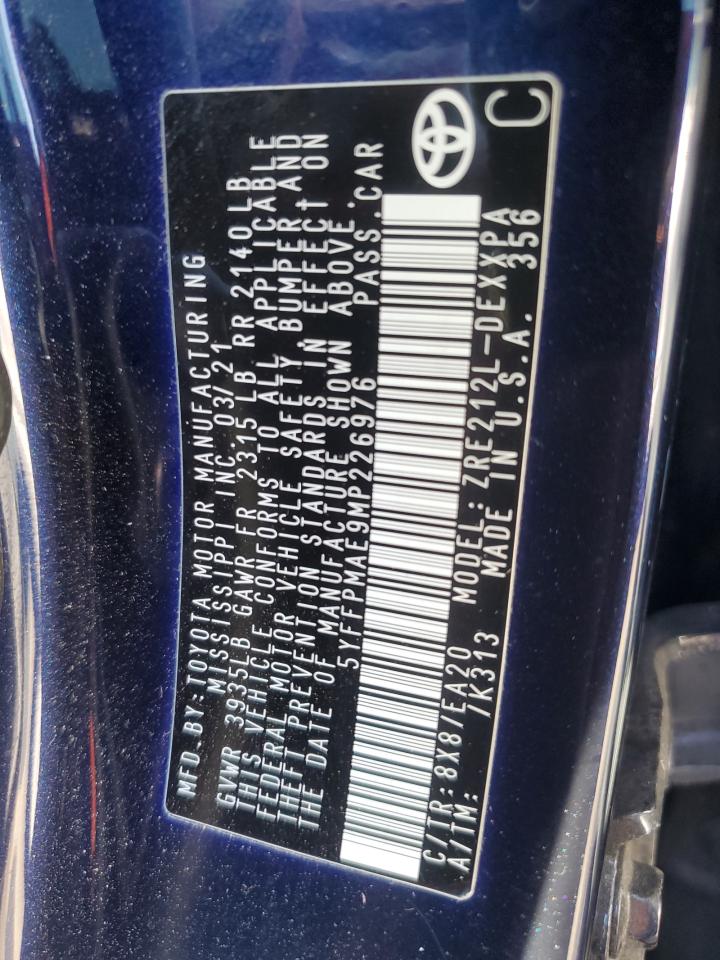 MFD.BY:TOYOTA MOTOR MANUFACTURING
MISSISSIPPI INC.03/21
GVWR 3935LB GAWR FR 2315 LB RR 2140 LB
THIS VEHICLE CONFORMS TO ALL APPLICABLE
FEDERAL MOTOR VEHICLE SAFETY BUMPER AND
THEFT PREVENTION STANDARDS IN EFFECT ON
THE DATE OF MANUFACTURE SHOWN ABOVE.
5YFFPMAE9MP226976 PASS.CAR
C/TR:8X8/EA20 MODEL:ZRE212L-DEXXPA
A/TM: /K313 MADE IN U.S.A. 356
C